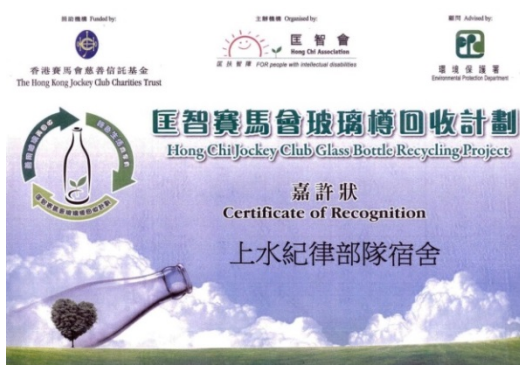 捐助機構 Funded by:
香港賽馬會慈善信託基金
The Hong Kong Jockey Club Charities Trust
主辦機構 Organised by:
匡智會
Hong Chi Association
匡扶智障 FOR people with intellectual disabilities
顧問 Advised by:
環境保護署
Environmental Protection Department
匡智賽馬會玻璃樽回收計劃
Hong Chi Jockey Club Glass Bottle Recycling Project
嘉許狀
Certificate of Recognition
上水紀律部隊宿舍